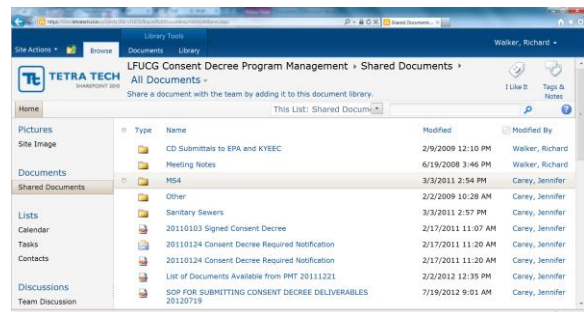 Shared Documents...
Library Tools
Site Actions
Browse
Documents
Library
Walker, Richard
TETRA TECH
SHAREPOINT 2010
LFUCG Consent Decree Program Management › Shared Documents ›
All Documents
Share a document with the team by adding it to this document library.
I Like It
Tags & Notes
Home
This List: Shared Docum
Pictures
Site Image
Documents
Shared Documents
Lists
Calendar
Tasks
Contacts
Discussions
Team Discussion
Type Name Modified Modified By
CD Submittals to EPA and KYEEC 2/9/2009 12:10 PM Walker, Richard
Meeting Notes 6/19/2008 3:46 PM Walker, Richard
MS4 3/3/2011 2:54 PM Carey, Jennifer
Other 2/2/2009 10:28 AM Carey, Jennifer
Sanitary Sewers 3/3/2011 2:57 PM Carey, Jennifer
20110103 Signed Consent Decree 2/17/2011 11:07 AM Carey, Jennifer
20110124 Consent Decree Required Notification 2/17/2011 11:20 AM Carey, Jennifer
20110124 Consent Decree Required Notification 2/17/2011 11:20 AM Carey, Jennifer
List of Documents Available from PMT 20111221 2/2/2012 12:35 PM Carey, Jennifer
SOP FOR SUBMITTING CONSENT DECREE DELIVERABLES 7/19/2012 9:01 AM Carey, Jennifer
20120719